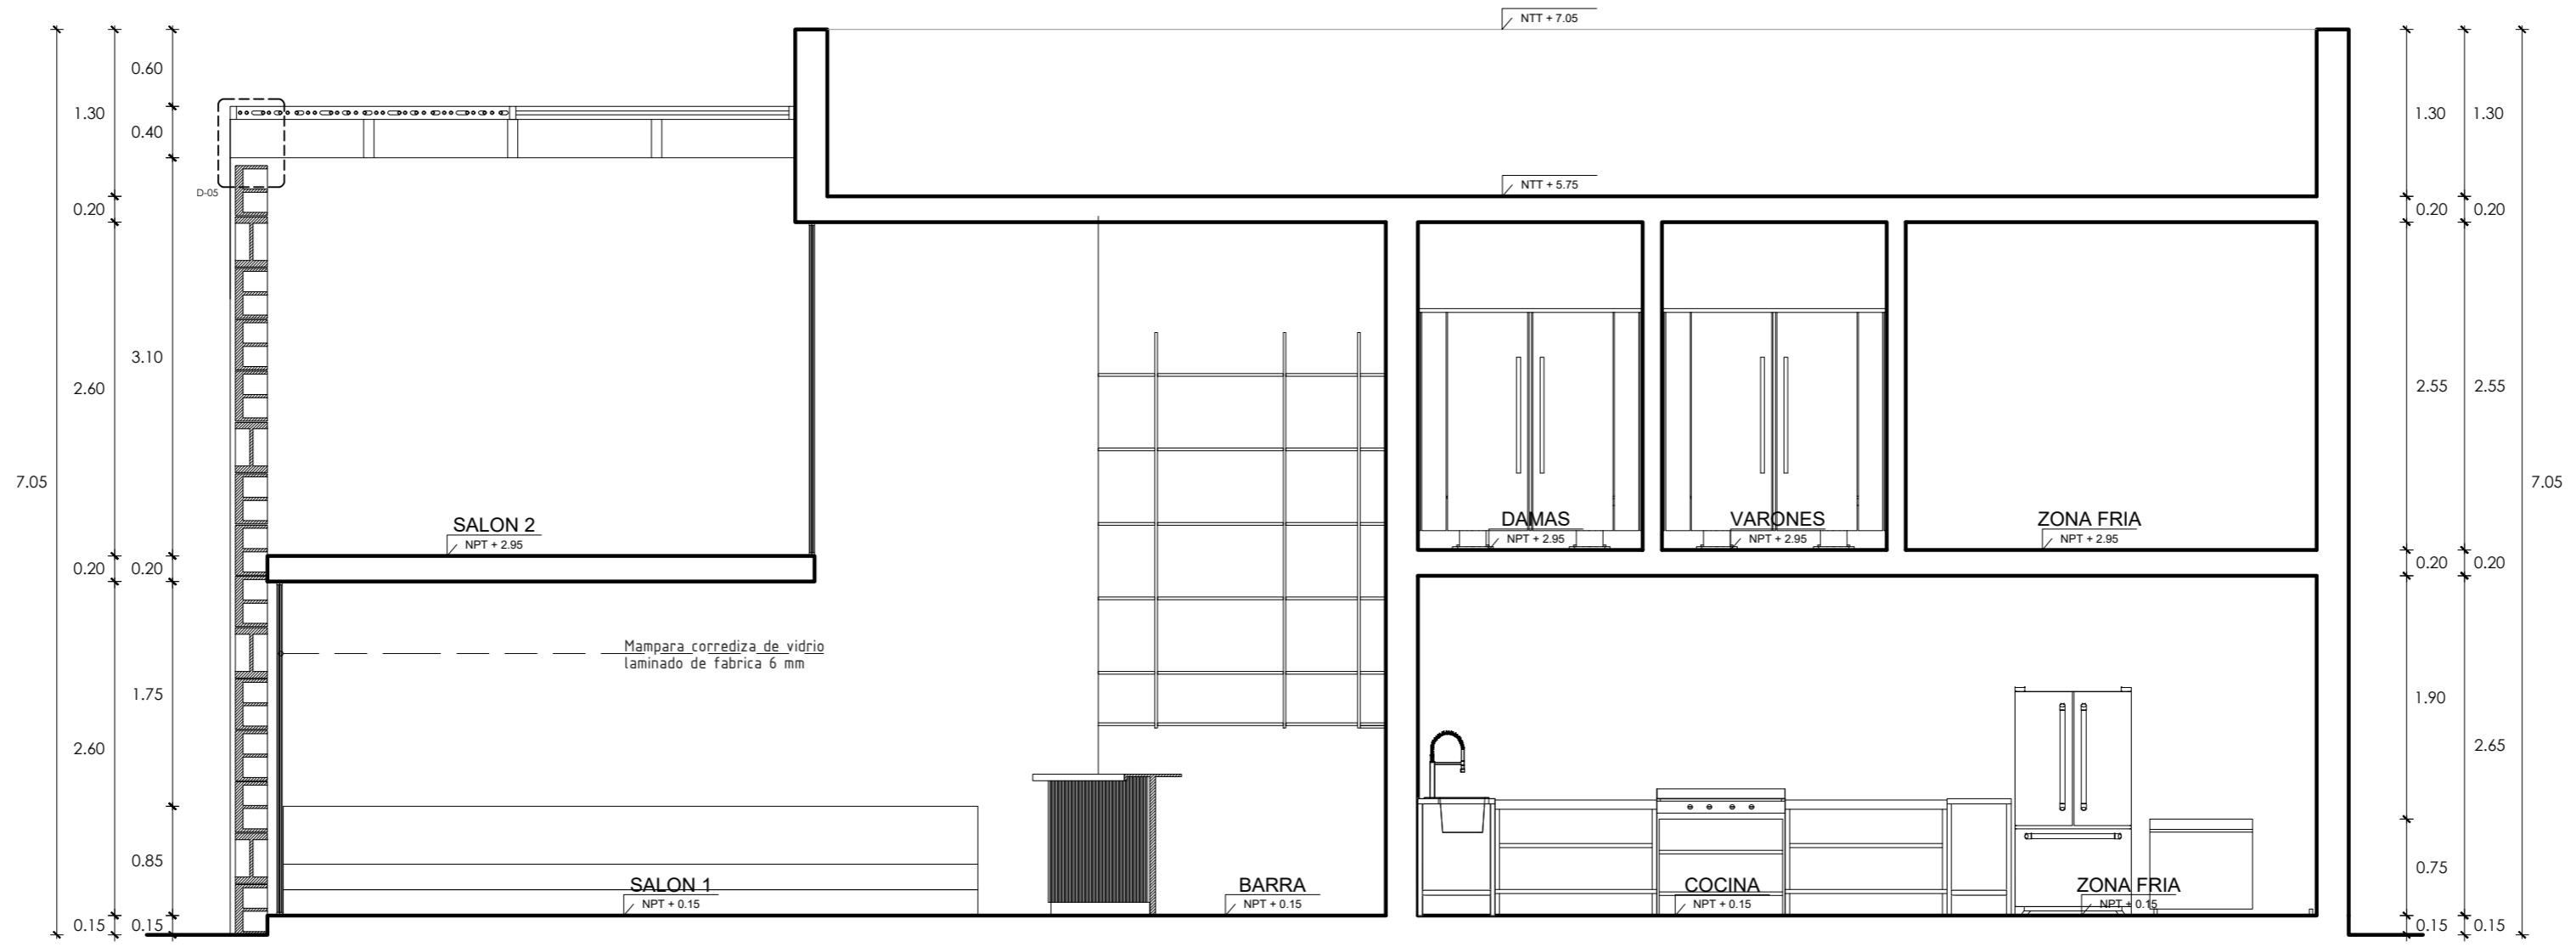 NTT + 7.05
0.60
1.30
0.40
1.30
1.30
D-05
NTT + 5.75
0.20
0.20
0.20
3.10
2.60
2.55
2.55
7.05
7.05
SALON 2
NPT + 2.95
DAMAS
NPT + 2.95
VARONES
NPT + 2.95
ZONA FRIA
NPT + 2.95
0.20
0.20
0.20
0.20
Mampara corrediza de vidrio
laminado de fabrica 6 mm
1.75
1.90
2.60
2.65
0.85
0.75
SALON 1
NPT + 0.15
BARRA
NPT + 0.15
COCINA
NPT + 0.15
ZONA FRIA
NPT + 0.15
0.15
0.15
0.15
0.15